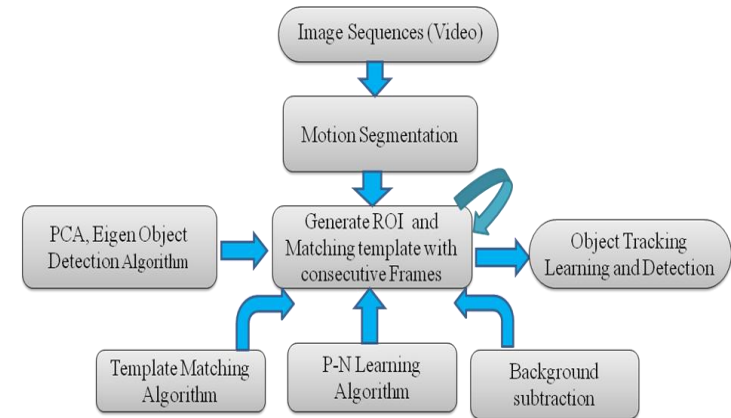 Image Sequences (Video)
Motion Segmentation
PCA, Eigen Object
Detection Algorithm
Generate ROI and
Matching template with
consecutive Frames
Object Tracking
Learning and Detection
Template Matching
Algorithm
P-N Learning
Algorithm
Background
subtraction